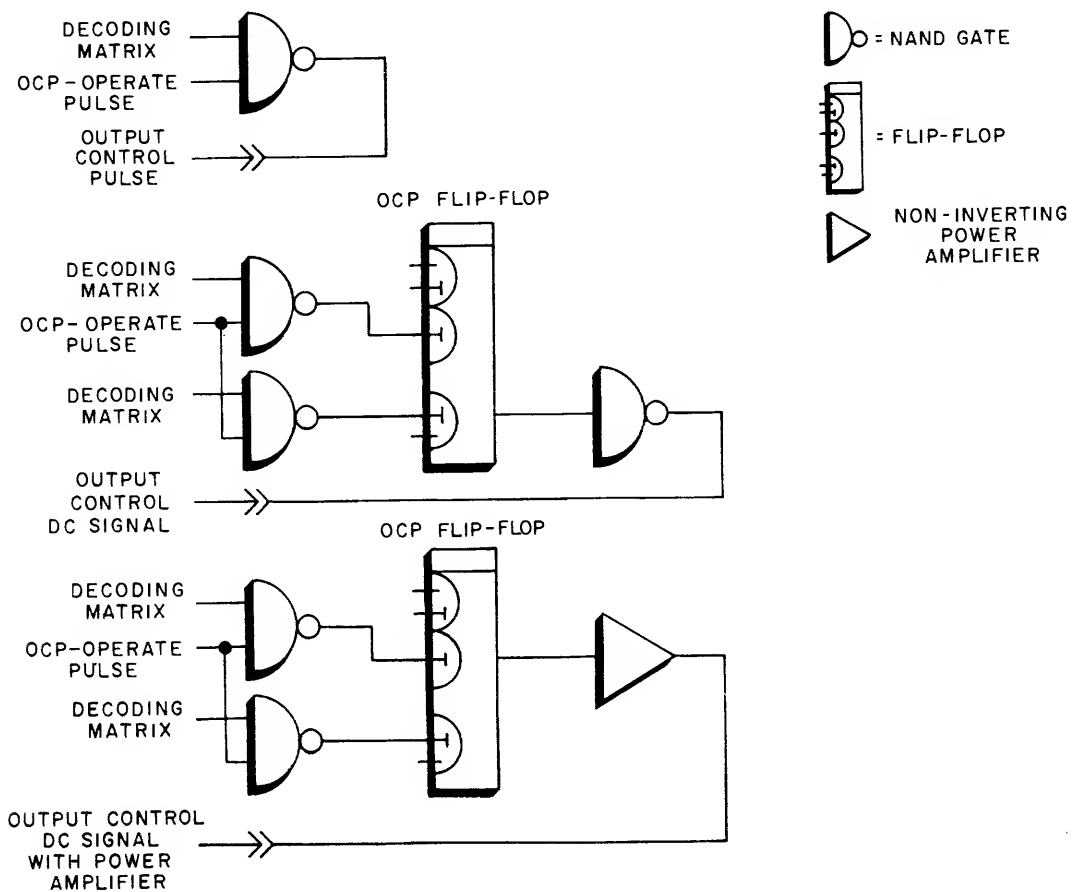 DECODING
MATRIX
OCP-OPERATE
PULSE
OUTPUT
CONTROL
PULSE
= NAND GATE
= FLIP-FLOP
NON-INVERTING
POWER
AMPLIFIER
OCP FLIP-FLOP
DECODING
MATRIX
OCP-OPERATE
PULSE
DECODING
MATRIX
OUTPUT
CONTROL
DC SIGNAL
OCP FLIP-FLOP
DECODING
MATRIX
OCP-OPERATE
PULSE
DECODING
MATRIX
OUTPUT CONTROL
DC SIGNAL
WITH POWER
AMPLIFIER